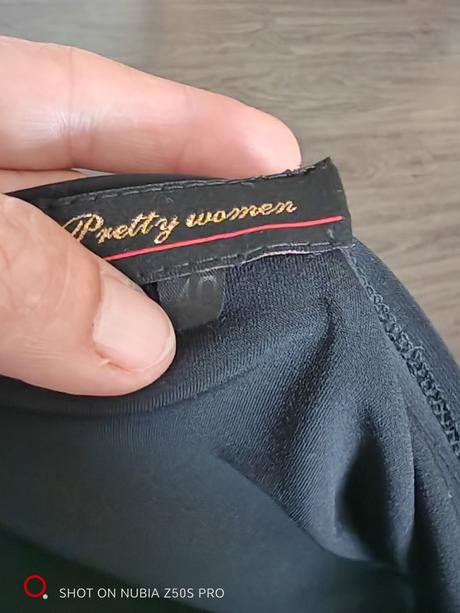 Pretty women
SHOT ON NUBIA Z50S PRO